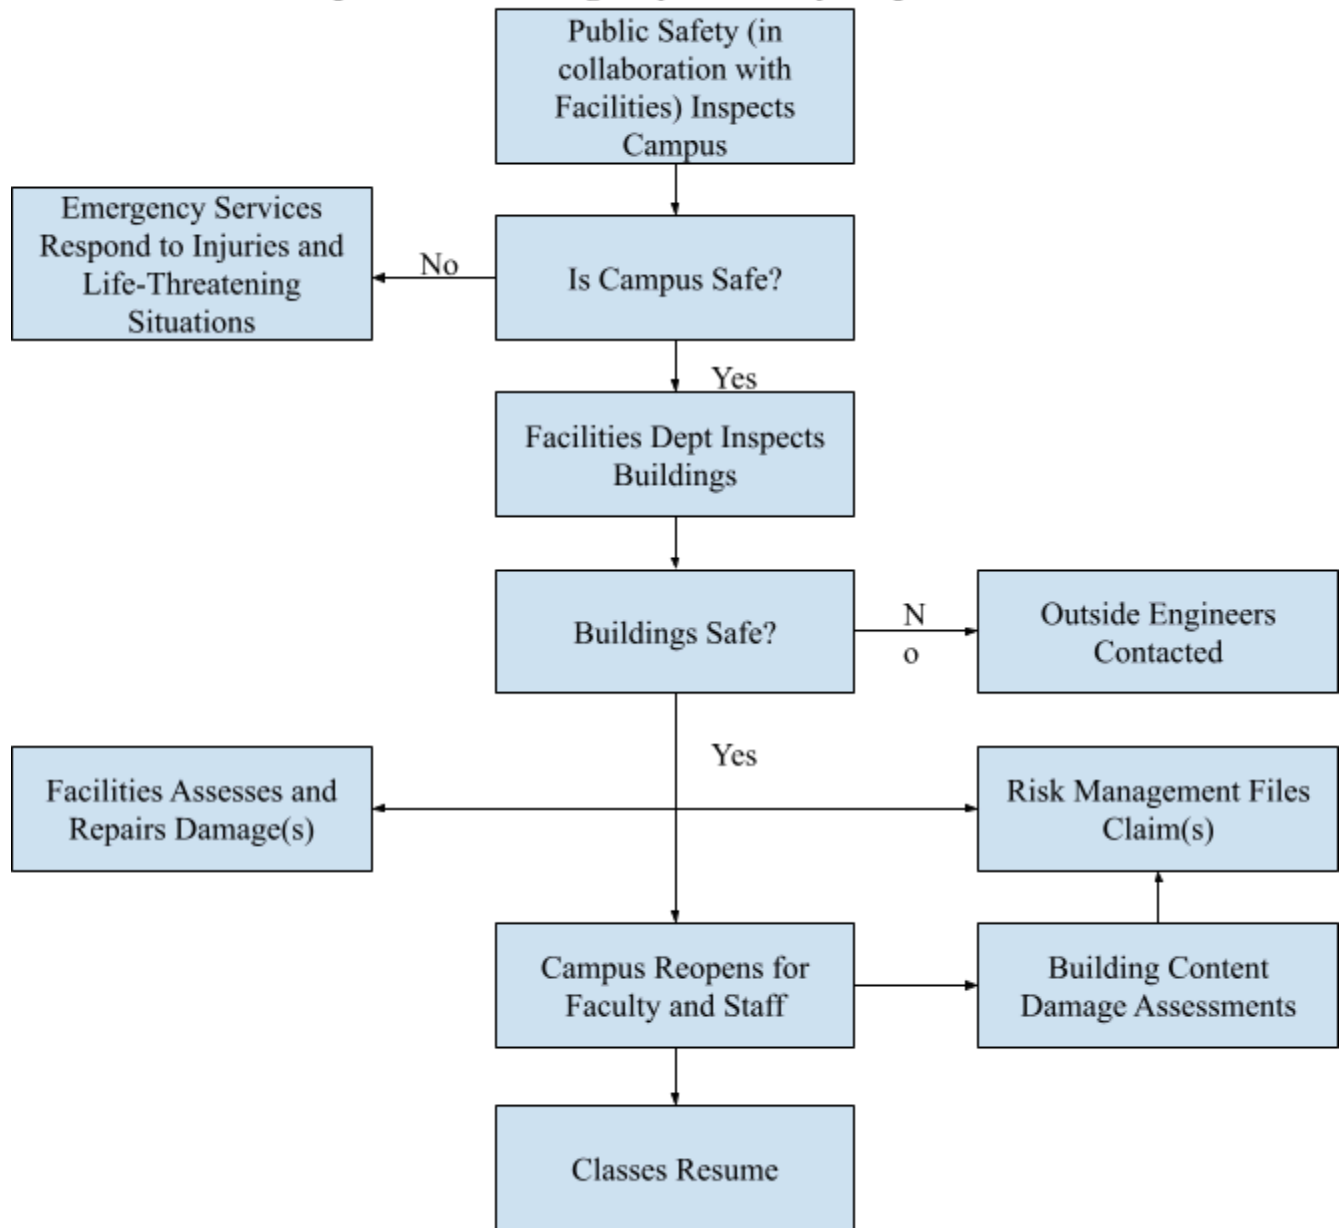 Public Safety (in
collaboration with
Facilities) Inspects
Campus
Emergency Services
Respond to Injuries and
Life-Threatening
Situations
No
Is Campus Safe?
Yes
Facilities Dept Inspects
Buildings
Buildings Safe?
N
o
Outside Engineers
Contacted
Yes
Facilities Assesses and
Repairs Damage(s)
Risk Management Files
Claim(s)
Campus Reopens for
Faculty and Staff
Building Content
Damage Assessments
Classes Resume